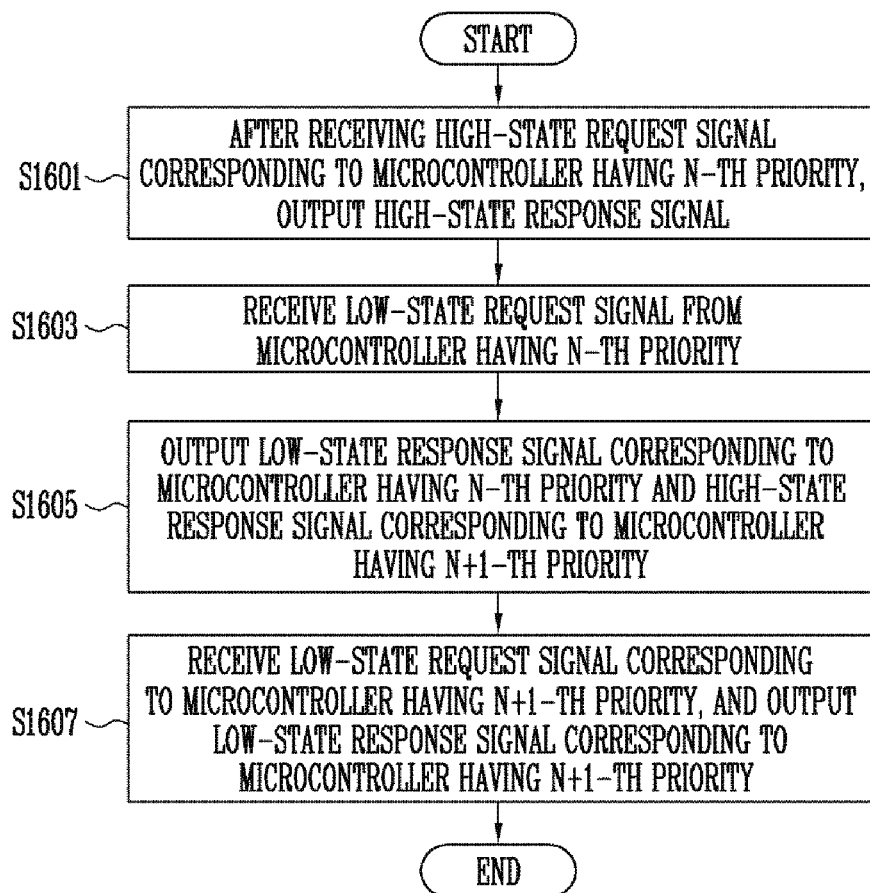 START
S1601
AFTER RECEIVING HIGH-STATE REQUEST SIGNAL
CORRESPONDING TO MICROCONTROLLER HAVING N-TH PRIORITY,
OUTPUT HIGH-STATE RESPONSE SIGNAL
S1603
RECEIVE LOW-STATE REQUEST SIGNAL FROM
MICROCONTROLLER HAVING N-TH PRIORITY
S1605
OUTPUT LOW-STATE RESPONSE SIGNAL CORRESPONDING TO
MICROCONTROLLER HAVING N-TH PRIORITY AND HIGH-STATE
RESPONSE SIGNAL CORRESPONDING TO MICROCONTROLLER
HAVING N+1-TH PRIORITY
S1607
RECEIVE LOW-STATE REQUEST SIGNAL CORRESPONDING
TO MICROCONTROLLER HAVING N+1-TH PRIORITY, AND OUTPUT
LOW-STATE RESPONSE SIGNAL CORRESPONDING TO
MICROCONTROLLER HAVING N+1-TH PRIORITY
END